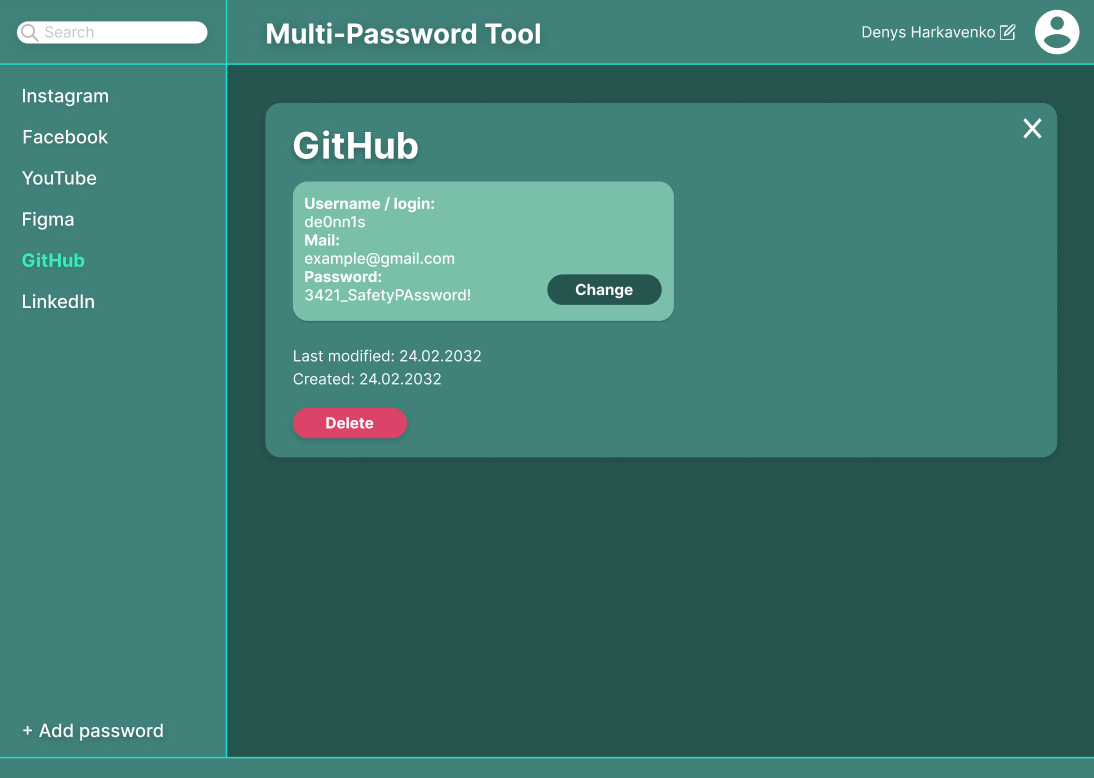 Search
Multi-Password Tool
Denys Harkavenko
Instagram
Facebook
YouTube
Figma
GitHub
LinkedIn
+ Add password
GitHub
Username / login:
de0nn1s
Mail:
example@gmail.com
Password:
3421_SafetyPAssword!
Change
Last modified: 24.02.2032
Created: 24.02.2032
Delete